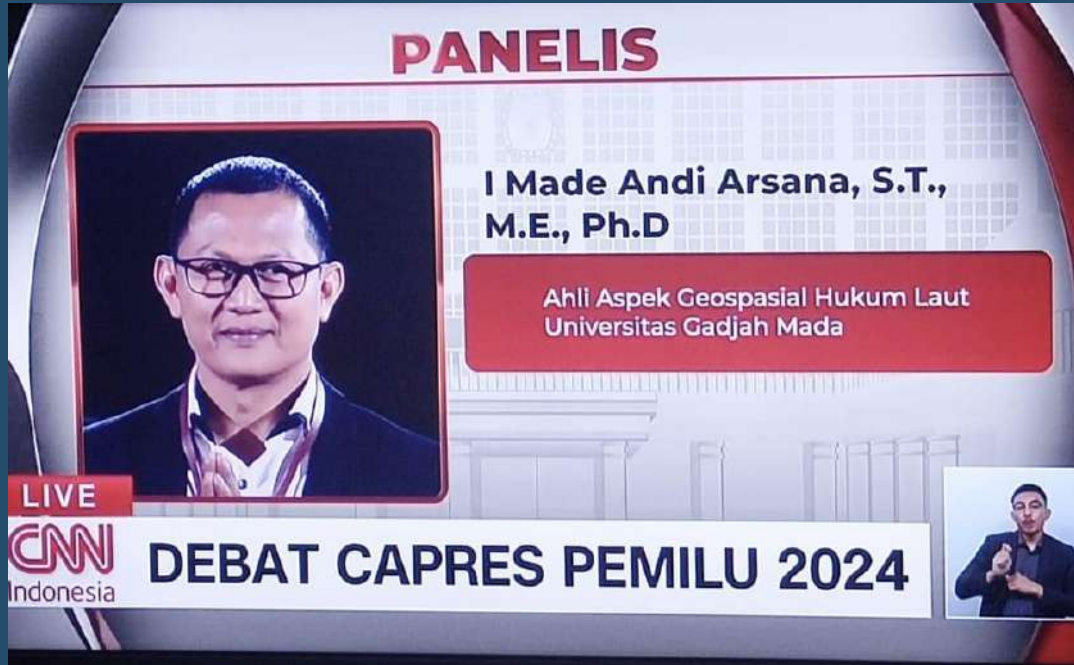 PANELIS
I Made Andi Arsana, S.T.,
M.E., Ph.D
Ahli Aspek Geospasial Hukum Laut
Universitas Gadjah Mada
LIVE
CNN
Indonesia
DEBAT CAPRES PEMILU 2024